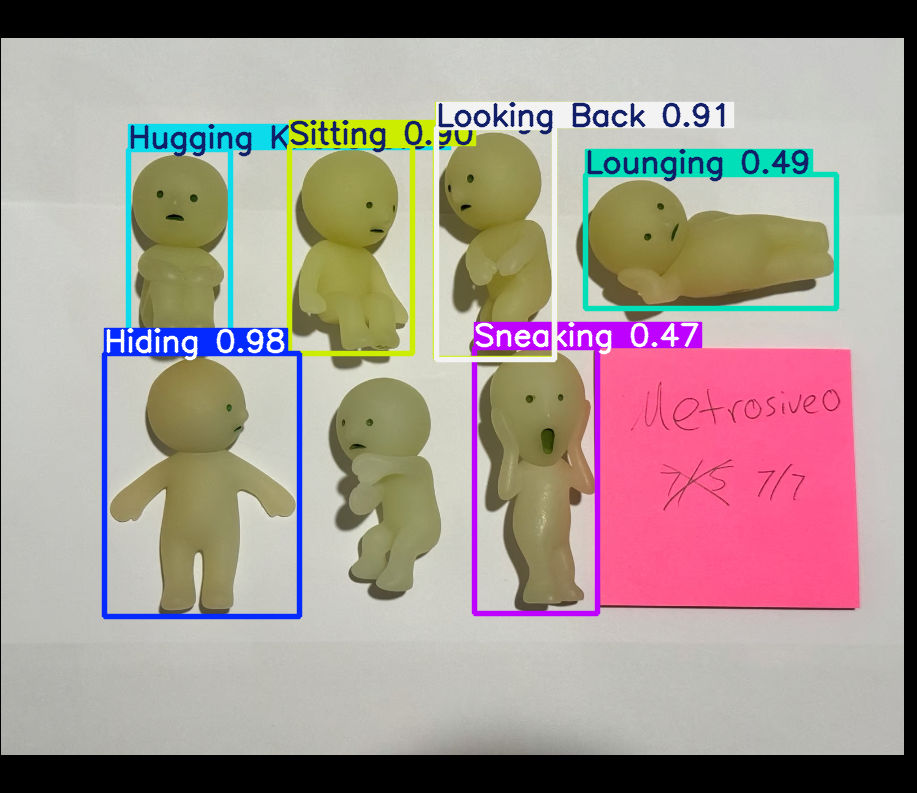 Looking Back 0.91
Hugging K
Sitting 0.90
Lounging 0.49
Hiding 0.98
Sneaking 0.47
Metrosiveo
7/5 7/7